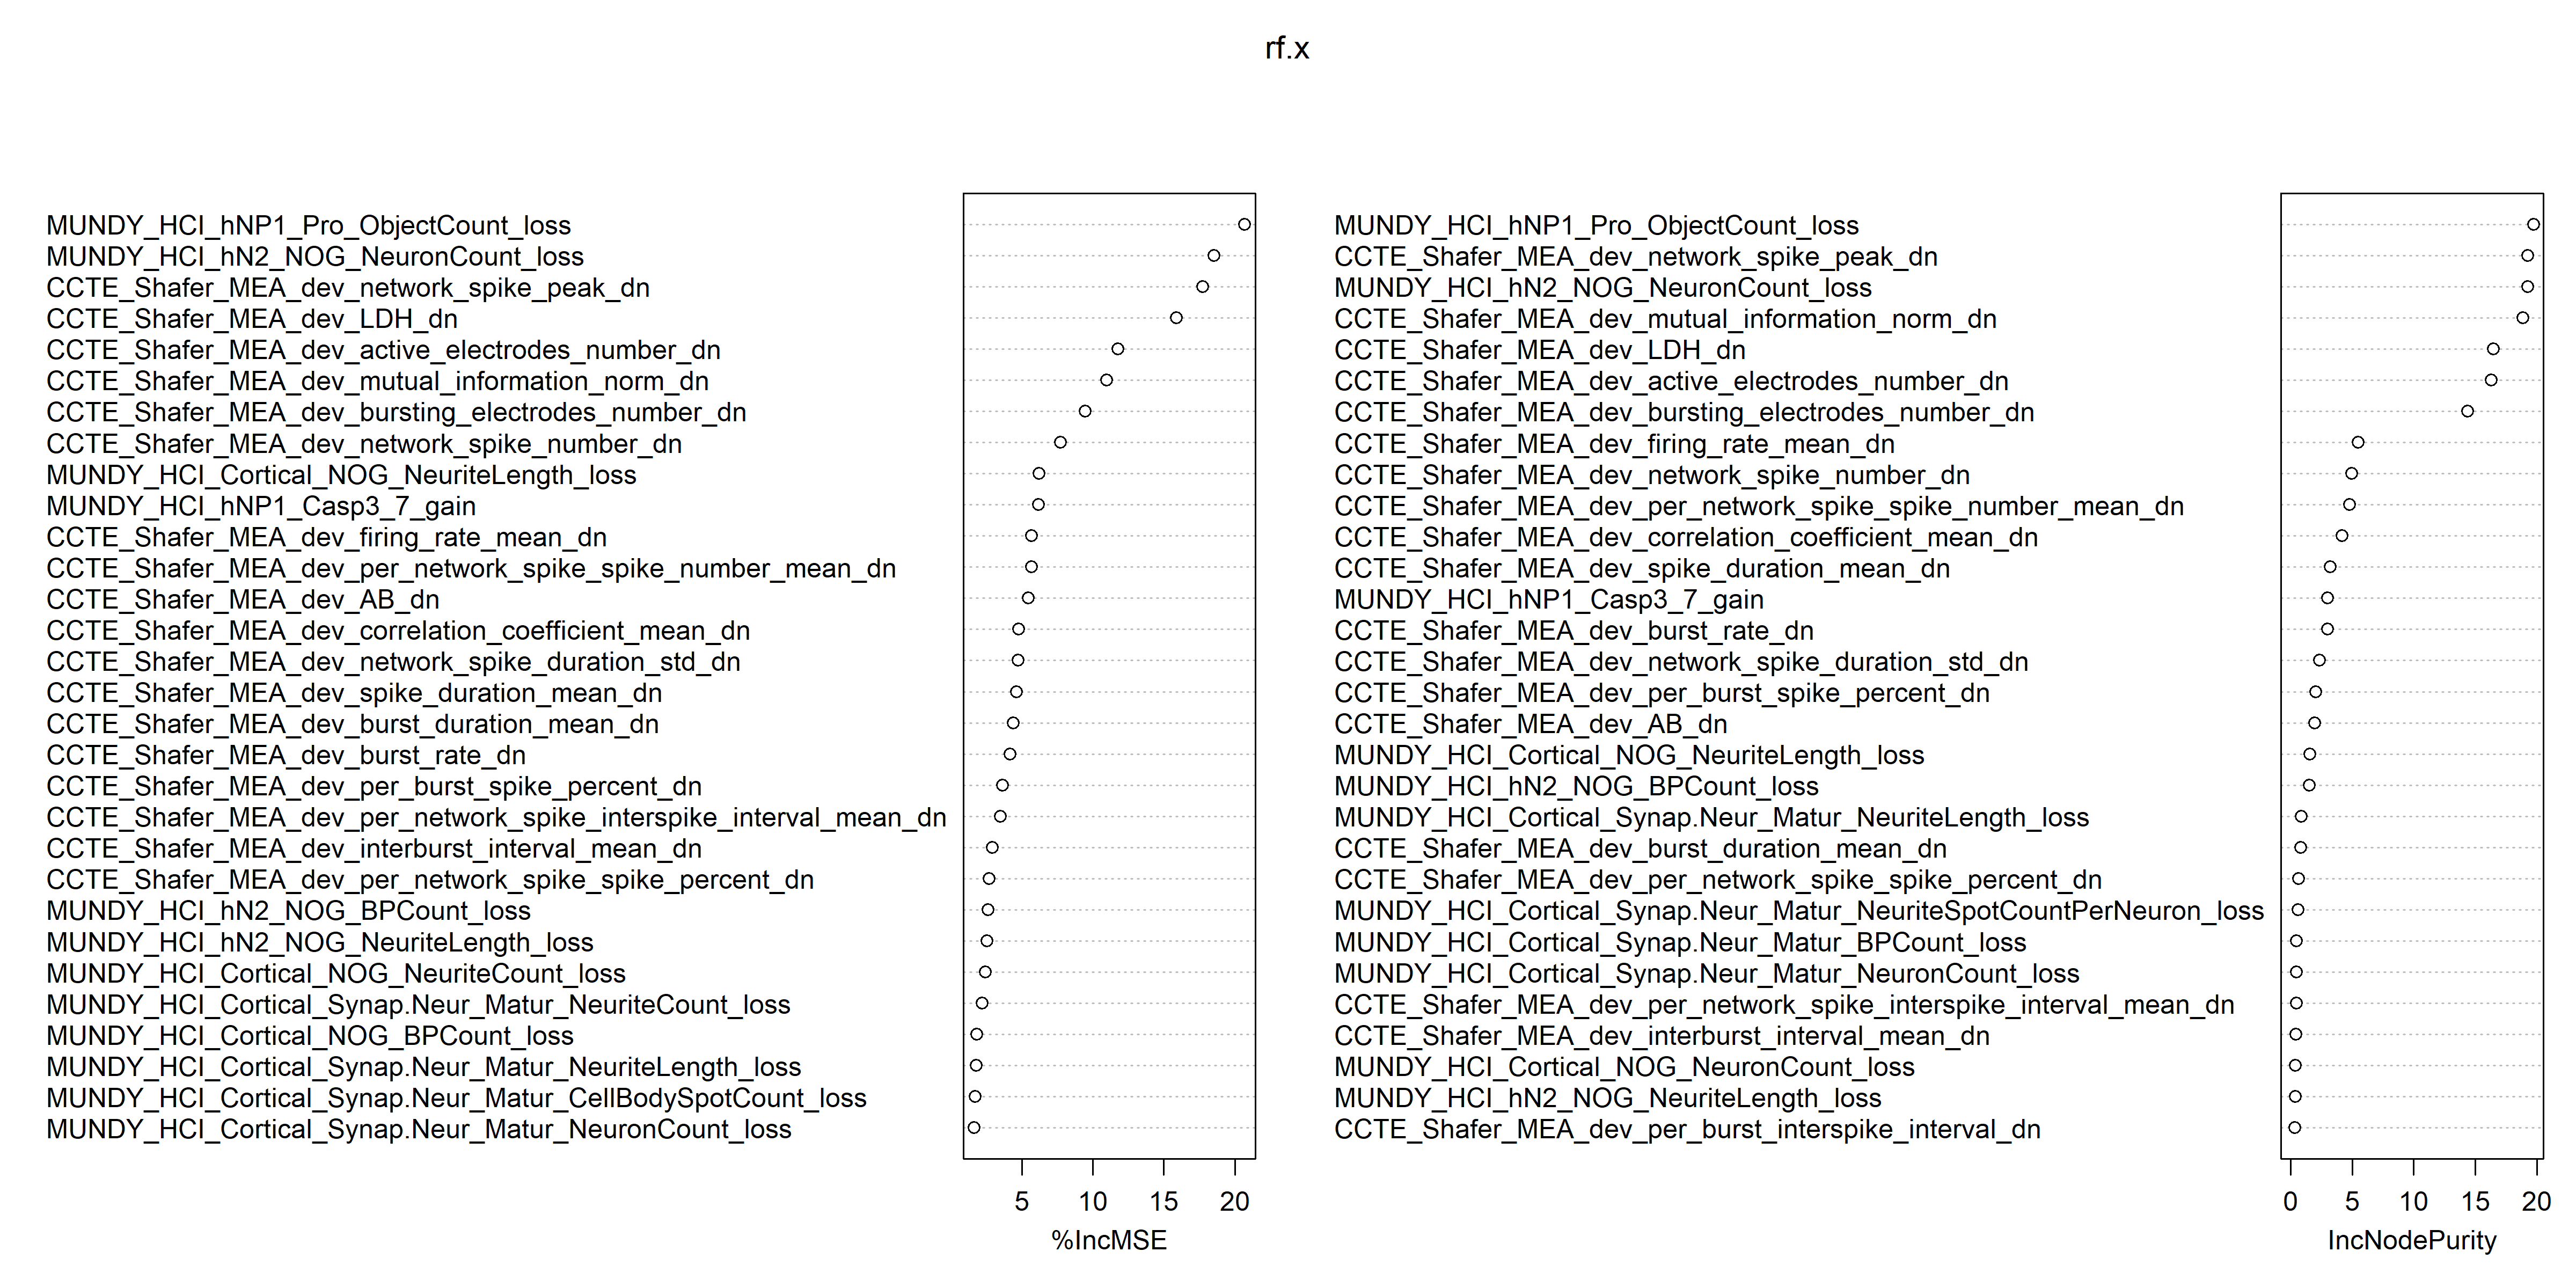 rf.x
MUNDY_HCI_hNP1_Pro_ObjectCount_loss
MUNDY_HCI_hN2_NOG_NeuronCount_loss
CCTE_Shafer_MEA_dev_network_spike_peak_dn
CCTE_Shafer_MEA_dev_LDH_dn
CCTE_Shafer_MEA_dev_active_electrodes_number_dn
CCTE_Shafer_MEA_dev_mutual_information_norm_dn
CCTE_Shafer_MEA_dev_bursting_electrodes_number_dn
CCTE_Shafer_MEA_dev_network_spike_number_dn
MUNDY_HCI_Cortical_NOG_NeuriteLength_loss
MUNDY_HCI_hNP1_Casp3_7_gain
CCTE_Shafer_MEA_dev_firing_rate_mean_dn
CCTE_Shafer_MEA_dev_per_network_spike_spike_number_mean_dn
CCTE_Shafer_MEA_dev_AB_dn
CCTE_Shafer_MEA_dev_correlation_coefficient_mean_dn
CCTE_Shafer_MEA_dev_network_spike_duration_std_dn
CCTE_Shafer_MEA_dev_spike_duration_mean_dn
CCTE_Shafer_MEA_dev_burst_duration_mean_dn
CCTE_Shafer_MEA_dev_burst_rate_dn
CCTE_Shafer_MEA_dev_per_burst_spike_percent_dn
CCTE_Shafer_MEA_dev_per_network_spike_interspike_interval_mean_dn
CCTE_Shafer_MEA_dev_interburst_interval_mean_dn
CCTE_Shafer_MEA_dev_per_network_spike_spike_percent_dn
MUNDY_HCI_hN2_NOG_BPCount_loss
MUNDY_HCI_hN2_NOG_NeuriteLength_loss
MUNDY_HCI_Cortical_NOG_NeuriteCount_loss
MUNDY_HCI_Cortical_Synap.Neur_Matur_NeuriteCount_loss
MUNDY_HCI_Cortical_NOG_BPCount_loss
MUNDY_HCI_Cortical_Synap.Neur_Matur_NeuriteLength_loss
MUNDY_HCI_Cortical_Synap.Neur_Matur_CellBodySpotCount_loss
MUNDY_HCI_Cortical_Synap.Neur_Matur_NeuronCount_loss
5 10 15 20
%IncMSE
MUNDY_HCI_hNP1_Pro_ObjectCount_loss
CCTE_Shafer_MEA_dev_network_spike_peak_dn
MUNDY_HCI_hN2_NOG_NeuronCount_loss
CCTE_Shafer_MEA_dev_mutual_information_norm_dn
CCTE_Shafer_MEA_dev_LDH_dn
CCTE_Shafer_MEA_dev_active_electrodes_number_dn
CCTE_Shafer_MEA_dev_bursting_electrodes_number_dn
CCTE_Shafer_MEA_dev_firing_rate_mean_dn
CCTE_Shafer_MEA_dev_network_spike_number_dn
CCTE_Shafer_MEA_dev_per_network_spike_spike_number_mean_dn
CCTE_Shafer_MEA_dev_correlation_coefficient_mean_dn
CCTE_Shafer_MEA_dev_spike_duration_mean_dn
MUNDY_HCI_hNP1_Casp3_7_gain
CCTE_Shafer_MEA_dev_burst_rate_dn
CCTE_Shafer_MEA_dev_network_spike_duration_std_dn
CCTE_Shafer_MEA_dev_per_burst_spike_percent_dn
CCTE_Shafer_MEA_dev_AB_dn
MUNDY_HCI_Cortical_NOG_NeuriteLength_loss
MUNDY_HCI_hN2_NOG_BPCount_loss
MUNDY_HCI_Cortical_Synap.Neur_Matur_NeuriteLength_loss
CCTE_Shafer_MEA_dev_burst_duration_mean_dn
CCTE_Shafer_MEA_dev_per_network_spike_spike_percent_dn
MUNDY_HCI_Cortical_Synap.Neur_Matur_NeuriteSpotCountPerNeuron_loss
MUNDY_HCI_Cortical_Synap.Neur_Matur_BPCount_loss
MUNDY_HCI_Cortical_Synap.Neur_Matur_NeuronCount_loss
CCTE_Shafer_MEA_dev_per_network_spike_interspike_interval_mean_dn
CCTE_Shafer_MEA_dev_interburst_interval_mean_dn
MUNDY_HCI_Cortical_NOG_NeuronCount_loss
MUNDY_HCI_hN2_NOG_NeuriteLength_loss
CCTE_Shafer_MEA_dev_per_burst_interspike_interval_dn
0 5 10 15 20
IncNodePurity